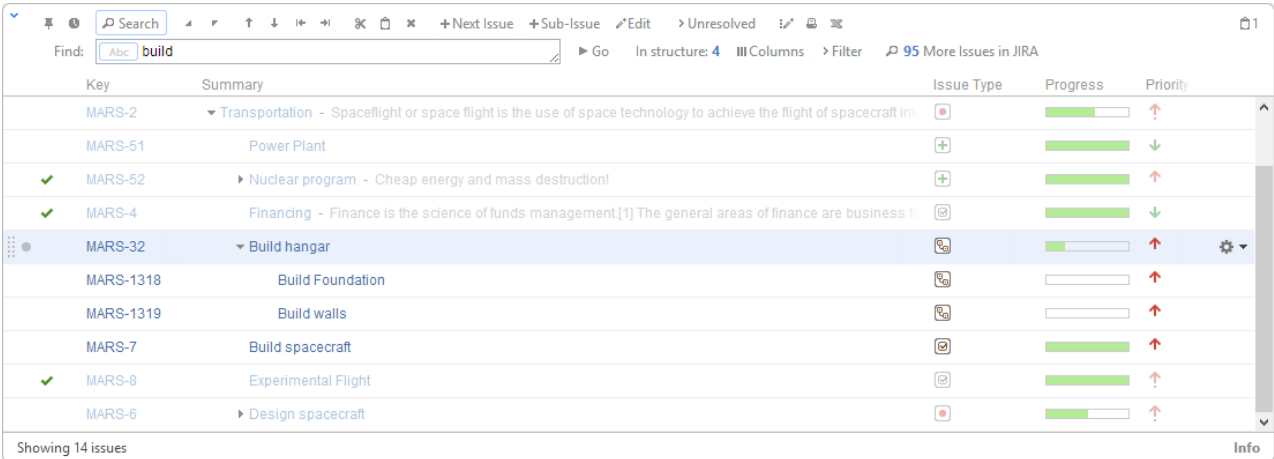 Search +Next Issue +Sub-Issue Edit >Unresolved 1
Find: Abc build Go In structure: 4 Columns >Filter 95 More Issues in JIRA
Key Summary Issue Type Progress Priority
MARS-2 Transportation - Spaceflight or space flight is the use of space technology to achieve the flight of spacecraft
MARS-51 Power Plant
MARS-52 Nuclear program - Cheap energy and mass destruction!
MARS-4 Financing - Finance is the science of funds management.[1] The general areas of finance are business
MARS-32 Build hangar
MARS-1318 Build Foundation
MARS-1319 Build walls
MARS-7 Build spacecraft
MARS-8 Experimental Flight
MARS-6 Design spacecraft
Showing 14 issues Info